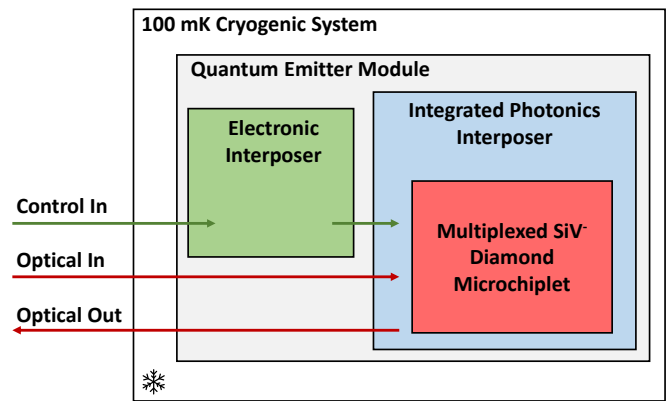 100 mK Cryogenic System
Quantum Emitter Module
Electronic
Interposer
Integrated Photonics
Interposer
Control In
Optical In
Optical Out
Multiplexed SiV⁻
Diamond
Microchiplet